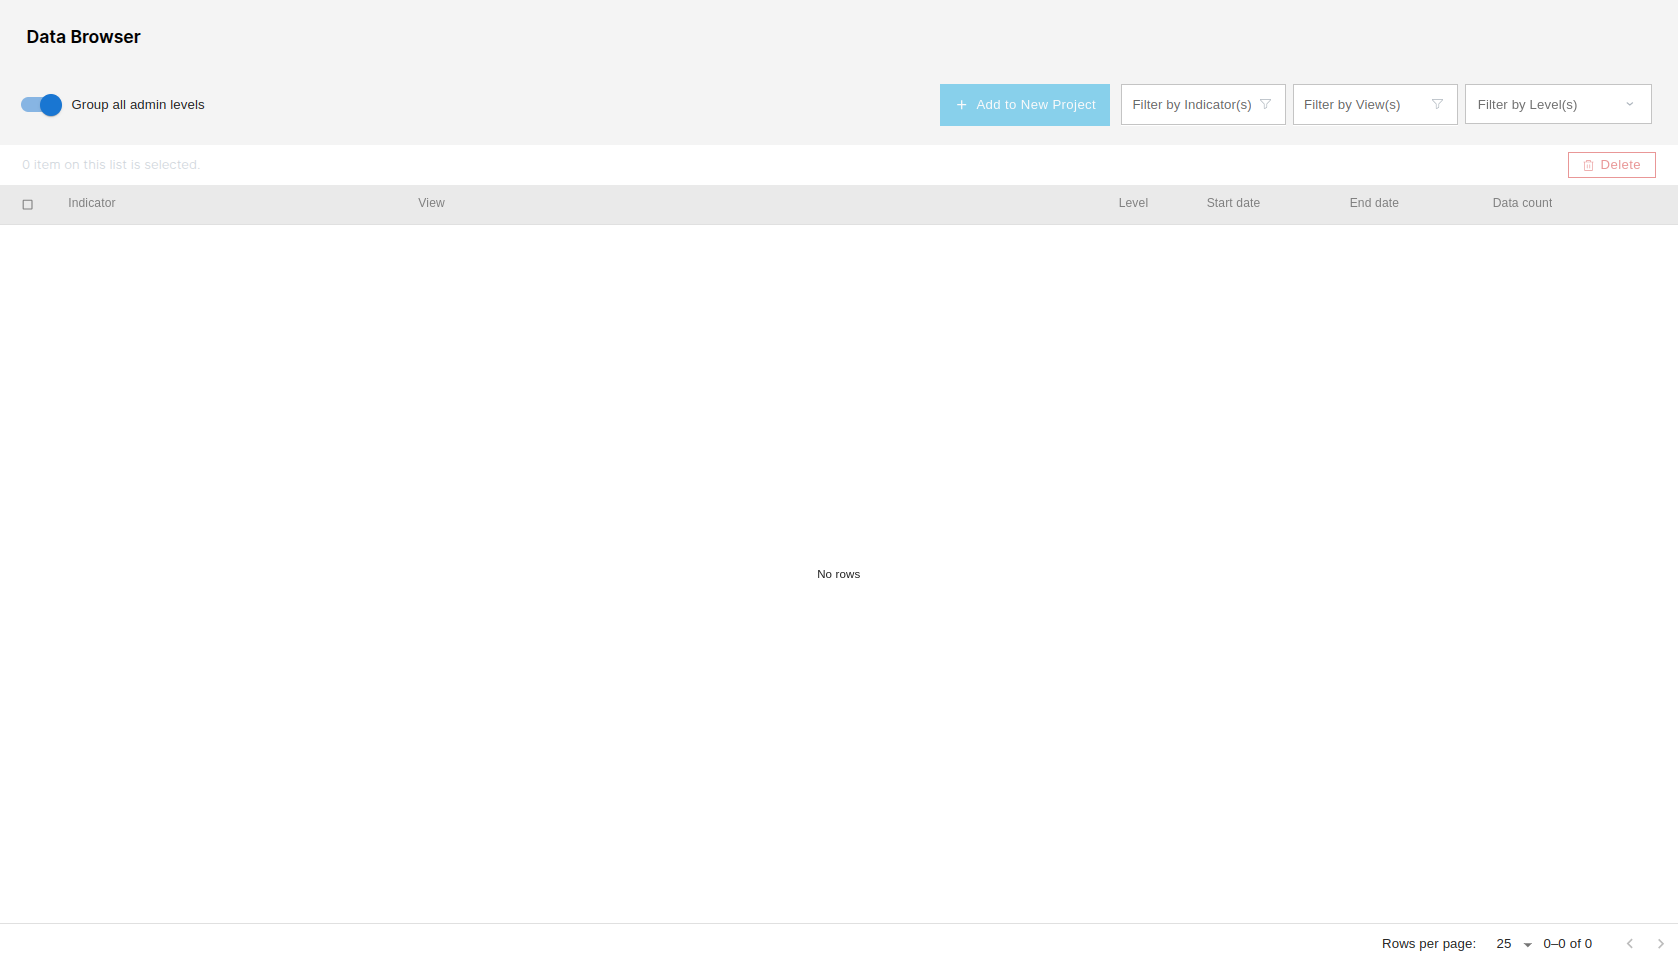 Data Browser
Group all admin levels
Add to New Project
Filter by Indicator(s)
Filter by View(s)
Filter by Level(s)
0 item on this list is selected.
Delete
Indicator View Level Start date End date Data count
No rows
Rows per page: 25 0–0 of 0